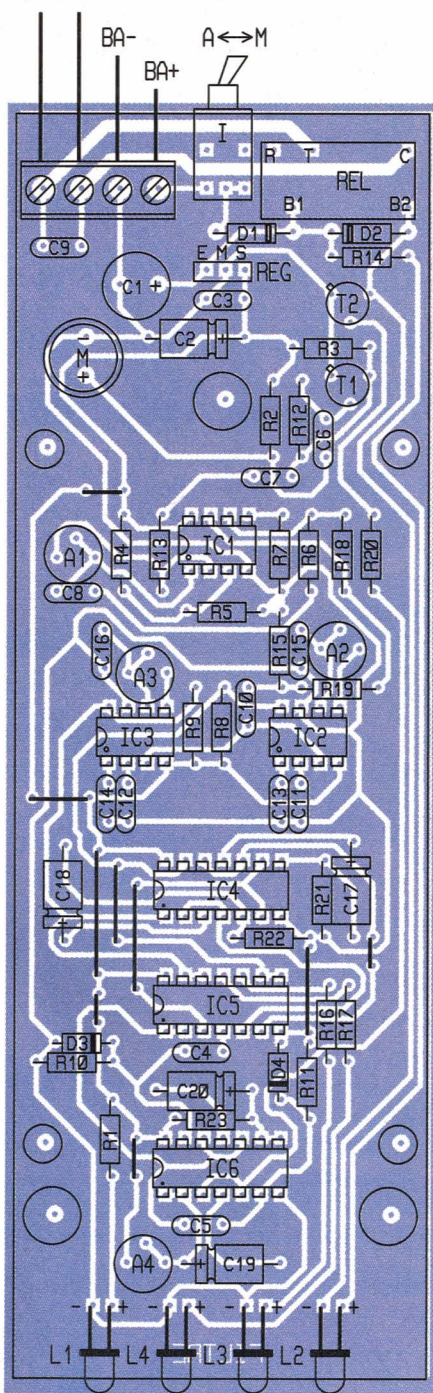 A↔M
BA-
BA+
I
R T C
REL
B1 B2
D1 D2
C9
R14
E M S
REG
C1 +
C3
T2
C2 +
R3
-
M
+
T1
R2 R12 C6
C7
R4 R13 IC1 R7 R6 R18 R20
A1
C8
R5
C16 R15 C15 A2
A3
R19
C10
IC3 R9 R8 IC2
C14 C12 C13 C11
C18 IC4 R21 C17
+
R22
IC5 R16 R17
D3 C4
R10 D4 R11
C20 +
R23
R1
IC6
C5
A4 + C19
- + - + - + - +
L1 L4 L3 L2